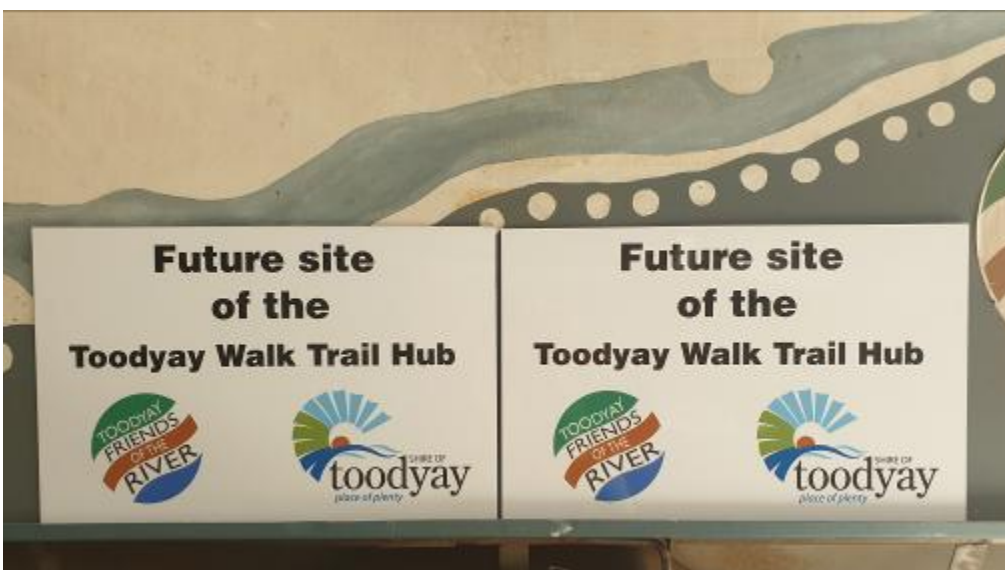 Future site
of the
Toodyay Walk Trail Hub
TOODYAY
FRIENDS
OF THE
RIVER
SHIRE OF
toodyay
place of plenty
Future site
of the
Toodyay Walk Trail Hub
TOODYAY
FRIENDS
OF THE
RIVER
SHIRE OF
toodyay
place of plenty